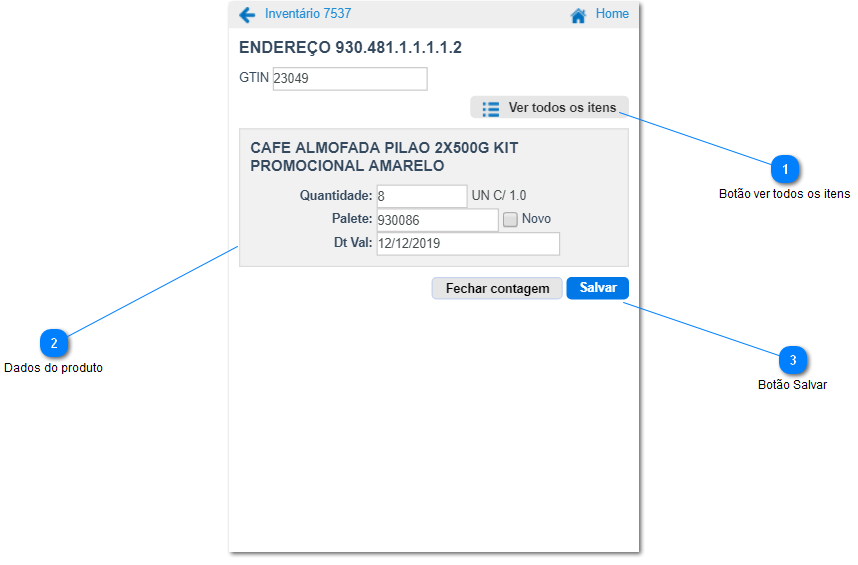 Inventário 7537 Home
ENDEREÇO 930.481.1.1.1.1.2
GTIN 23049
Ver todos os itens
CAFE ALMOFADA PILAO 2X500G KIT
PROMOCIONAL AMARELO
Quantidade: 8 UN C/ 1.0
Palete: 930086 Novo
Dt Val: 12/12/2019
Fechar contagem Salvar
1
Botão ver todos os itens
2
Dados do produto
3
Botão Salvar